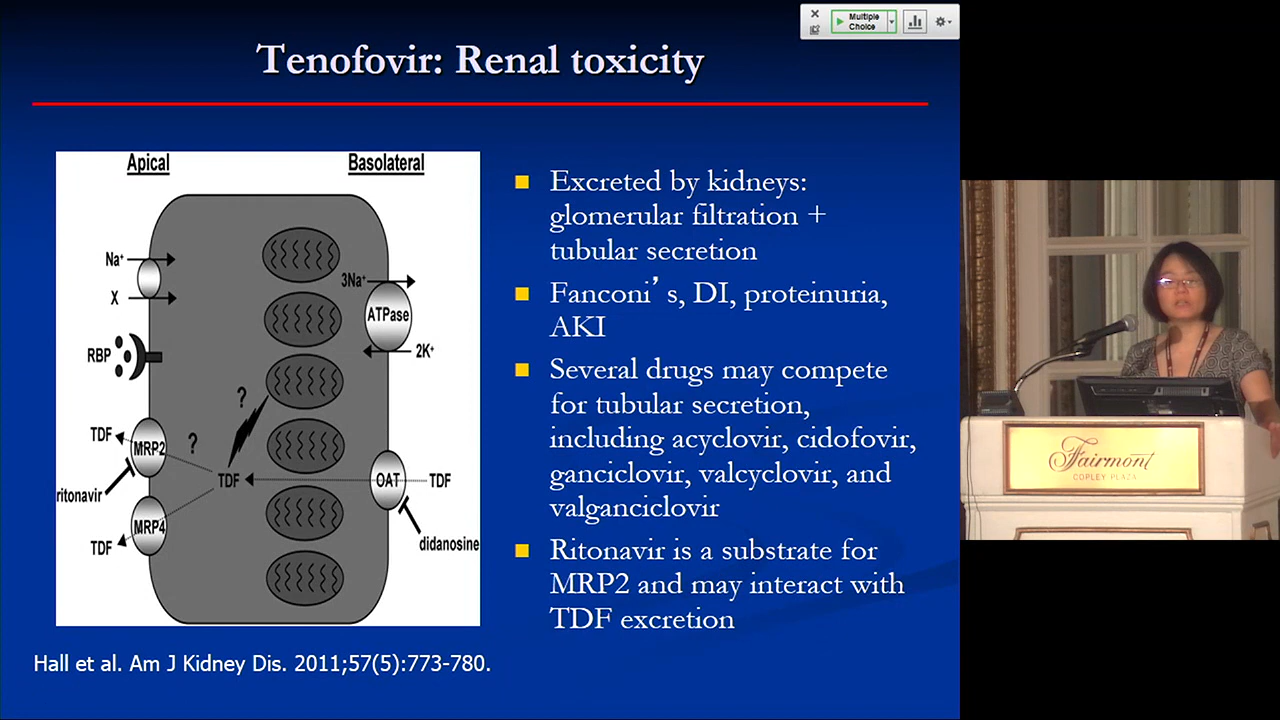 Multiple
Choice
Tenofovir: Renal toxicity
Apical
Basolateral
Na⁺
X
3Na⁺
ATPase
2K⁺
RBP
?
TDF
MRP2
?
TDF
OAT
TDF
ritonavir
MRP4
TDF
didanosine
Excreted by kidneys:
glomerular filtration +
tubular secretion
Fanconi’s, DI, proteinuria,
AKI
Several drugs may compete
for tubular secretion,
including acyclovir, cidofovir,
ganciclovir, valcyclovir, and
valganciclovir
Ritonavir is a substrate for
MRP2 and may interact with
TDF excretion
Hall et al. Am J Kidney Dis. 2011;57(5):773-780.
Fairmont
COPLEY PLAZA